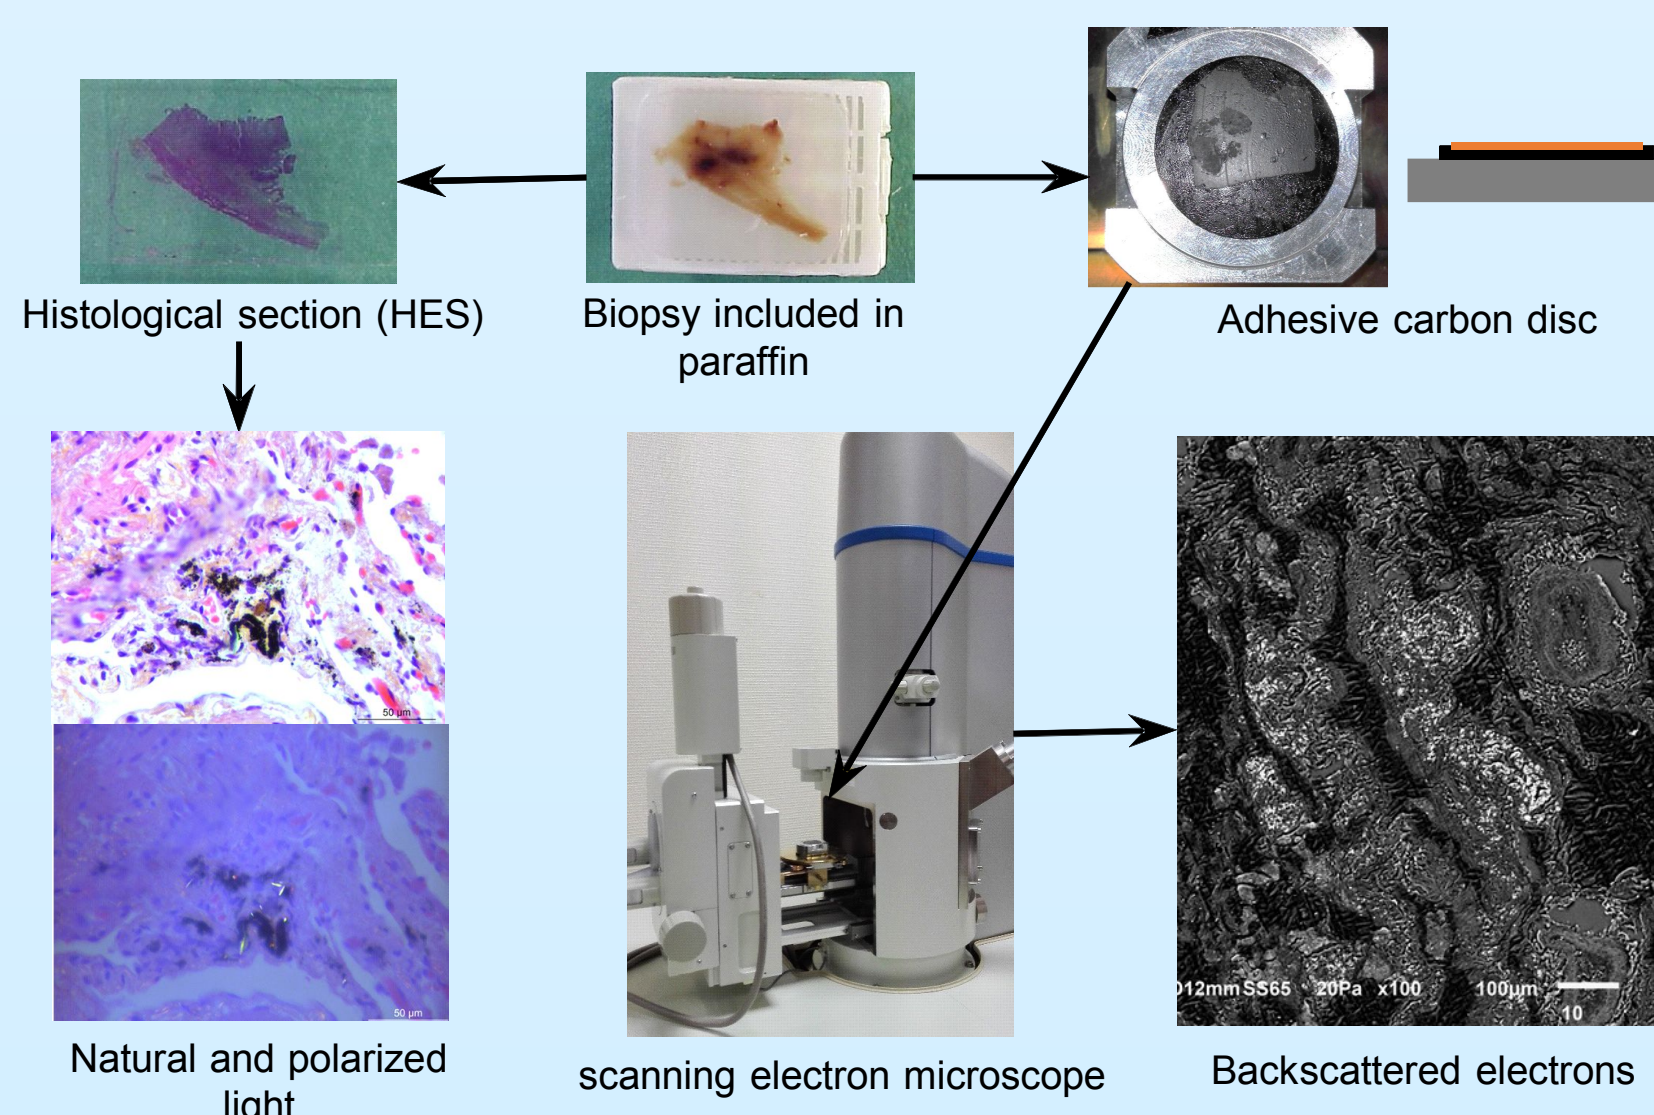 Histological section (HES)
Biopsy included in
paraffin
Adhesive carbon disc
50 µm
50 µm
Natural and polarized
light
scanning electron microscope
12mm SS65 20Pa x100 100µm
10
Backscattered electrons